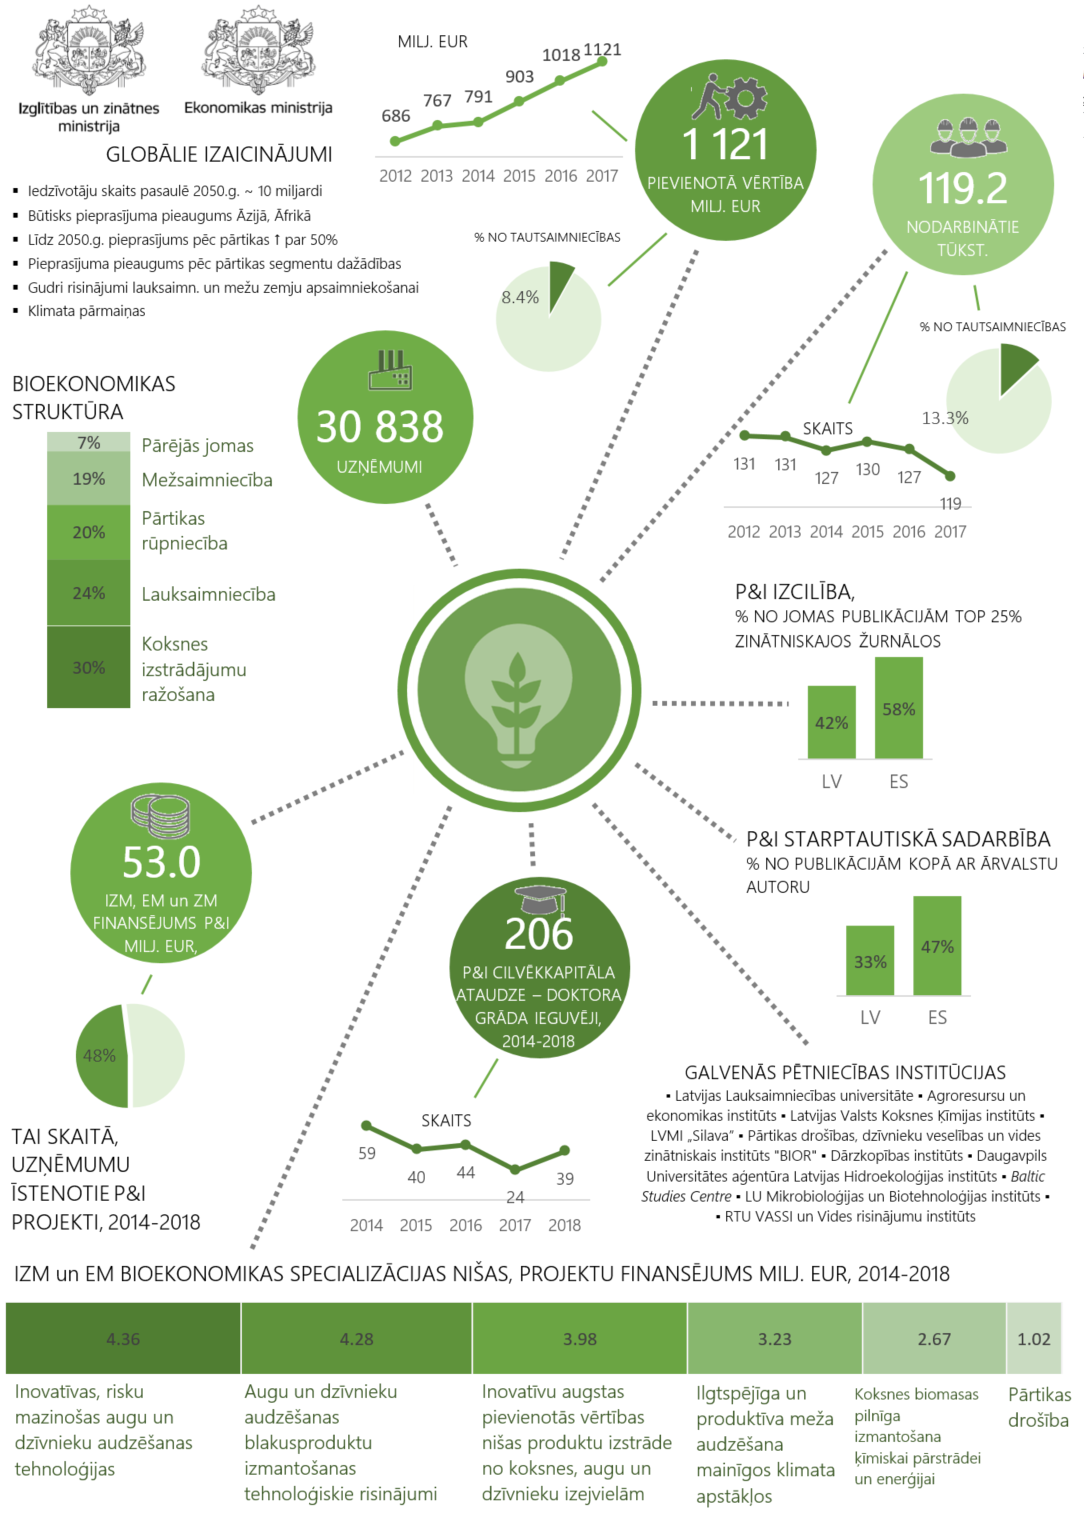 Izglītības un zinātnes
ministrija
Ekonomikas ministrija
GLOBĀLIE IZAICINĀJUMI
▪ Iedzīvotāju skaits pasaulē 2050.g. ~ 10 miljardi
▪ Būtisks pieprasījuma pieaugums Āzijā, Āfrikā
▪ Līdz 2050.g. pieprasījums pēc pārtikas ↑ par 50%
▪ Pieprasījuma pieaugums pēc pārtikas segmentu dažādības
▪ Gudri risinājumi lauksaimn. un mežu zemju apsaimniekošanai
▪ Klimata pārmaiņas
MILJ. EUR
686
767
791
903
1018
1121
2012 2013 2014 2015 2016 2017
1 121
PIEVIENOTĀ VĒRTĪBA
MILJ. EUR
% NO TAUTSAIMNIECĪBAS
8.4%
119.2
NODARBINĀTIE
TŪKST.
% NO TAUTSAIMNIECĪBAS
13.3%
SKAITS
131
131
127
130
127
119
2012 2013 2014 2015 2016 2017
30 838
UZŅĒMUMI
BIOEKONOMIKAS
STRUKTŪRA
7%
Pārējās jomas
19%
Mežsaimniecība
20%
Pārtikas
rūpniecība
24%
Lauksaimniecība
30%
Koksnes
izstrādājumu
ražošana
P&I IZCILĪBA,
% NO JOMAS PUBLIKĀCIJĀM TOP 25%
ZINĀTNISKAJOS ŽURNĀLOS
42%
58%
LV
ES
P&I STARPTAUTISKĀ SADARBĪBA
% NO PUBLIKĀCIJĀM KOPĀ AR ĀRVALSTU
AUTORU
33%
47%
LV
ES
53.0
IZM, EM un ZM
FINANSĒJUMS P&I
MILJ. EUR,
48%
TAI SKAITĀ,
UZŅĒMUMU
ĪSTENOTIE P&I
PROJEKTI, 2014-2018
206
P&I CILVĒKKAPITĀLA
ATAUDZE – DOKTORA
GRĀDA IEGUVĒJI,
2014-2018
SKAITS
59
40
44
24
39
2014 2015 2016 2017 2018
GALVENĀS PĒTNIECĪBAS INSTITŪCIJAS
▪ Latvijas Lauksaimniecības universitāte ▪ Agroresursu un
ekonomikas institūts ▪ Latvijas Valsts Koksnes Ķīmijas institūts ▪
LVMI „Silava” ▪ Pārtikas drošības, dzīvnieku veselības un vides
zinātniskais institūts "BIOR" ▪ Dārzkopības institūts ▪ Daugavpils
Universitātes aģentūra Latvijas Hidroekoloģijas institūts ▪ Baltic
Studies Centre ▪ LU Mikrobioloģijas un Biotehnoloģijas institūts ▪
▪ RTU VASSI un Vides risinājumu institūts
IZM un EM BIOEKONOMIKAS SPECIALIZĀCIJAS NIŠAS, PROJEKTU FINANSĒJUMS MILJ. EUR, 2014-2018
4.36
4.28
3.98
3.23
2.67
1.02
Inovatīvas, risku
mazinošas augu un
dzīvnieku audzēšanas
tehnoloģijas
Augu un dzīvnieku
audzēšanas
blakusproduktu
izmantošanas
tehnoloģiskie risinājumi
Inovatīvu augstas
pievienotās vērtības
nišas produktu izstrāde
no koksnes, augu un
dzīvnieku izejvielām
Ilgtspējīga un
produktīva meža
audzēšana
mainīgos klimata
apstākļos
Koksnes biomasas
pilnīga
izmantošana
ķīmiskai pārstrādei
un enerģijai
Pārtikas
drošība